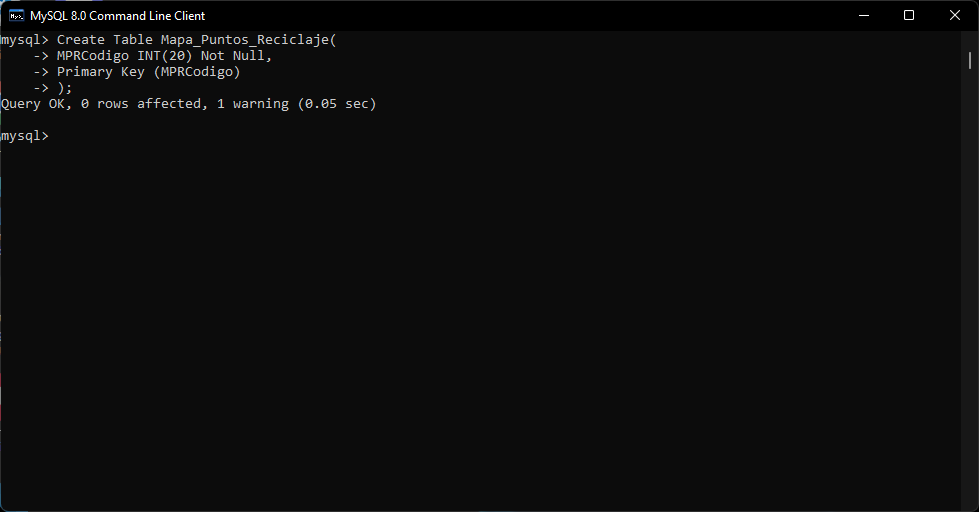 MySQL 8.0 Command Line Client
mysql> Create Table Mapa_Puntos_Reciclaje(
    -> MPRCodigo INT(20) Not Null,
    -> Primary Key (MPRCodigo)
    -> );
Query OK, 0 rows affected, 1 warning (0.05 sec)
mysql>